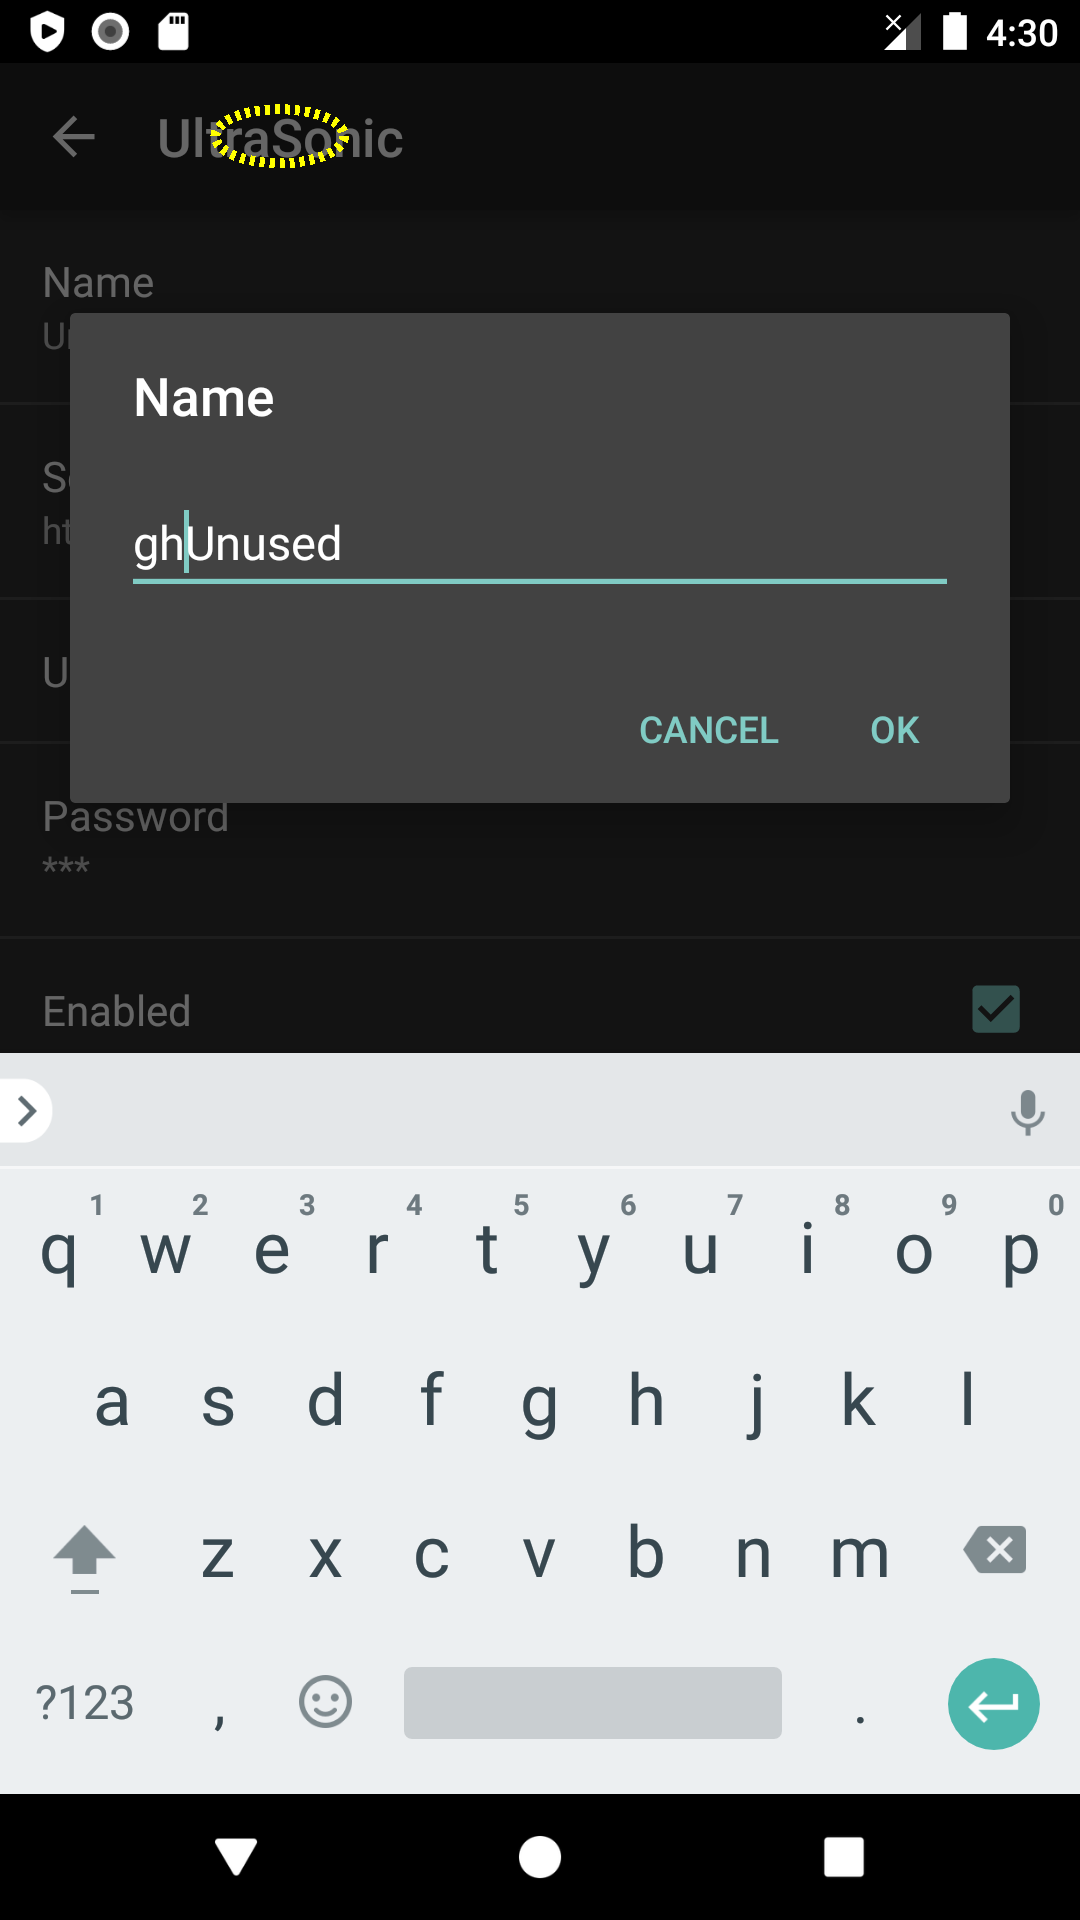 4:30
UltraSonic
Name
Name
ghUnused
CANCEL
OK
Password
***
Enabled
1 2 3 4 5 6 7 8 9 0
q w e r t y u i o p
a s d f g h j k l
z x c v b n m
?123 , .